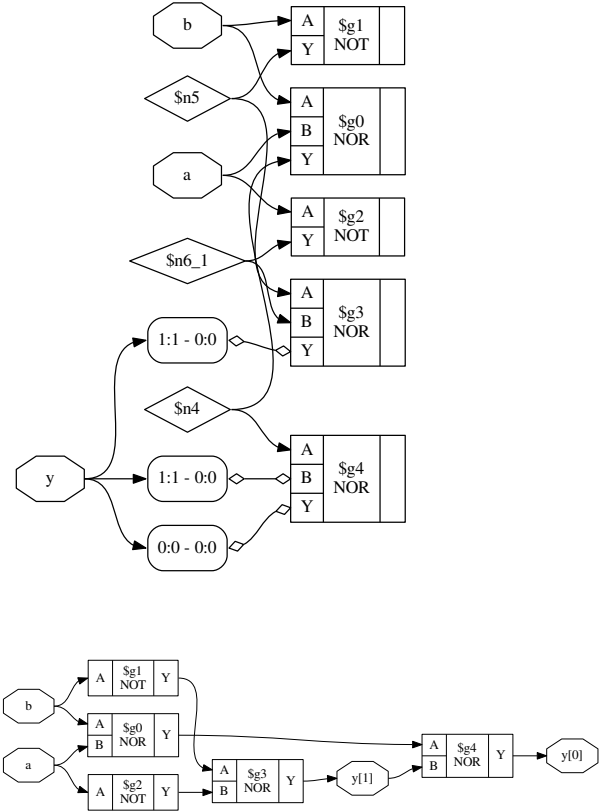 b
A
$g1
NOT
Y
$n5
A
$g0
NOR
B
Y
a
A
$g2
NOT
Y
$n6_1
A
$g3
NOR
B
Y
1:1 - 0:0
$n4
A
$g4
NOR
B
Y
y
1:1 - 0:0
0:0 - 0:0
A
$g1
NOT
Y
b
A
B
$g0
NOR
Y
a
A
$g2
NOT
Y
A
B
$g3
NOR
Y
y[1]
A
B
$g4
NOR
Y
y[0]